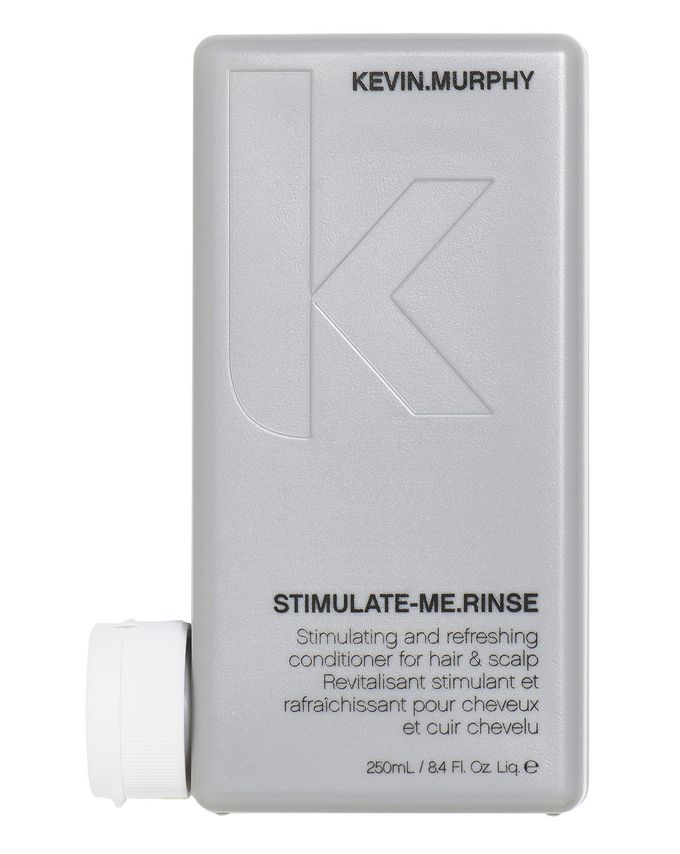 KEVIN.MURPHY
K
STIMULATE-ME.RINSE
Stimulating and refreshing
conditioner for hair & scalp
Revitalisant stimulant et
rafraîchissant pour cheveux
et cuir chevelu
250mL / 8.4 Fl. Oz. Liq. ℮